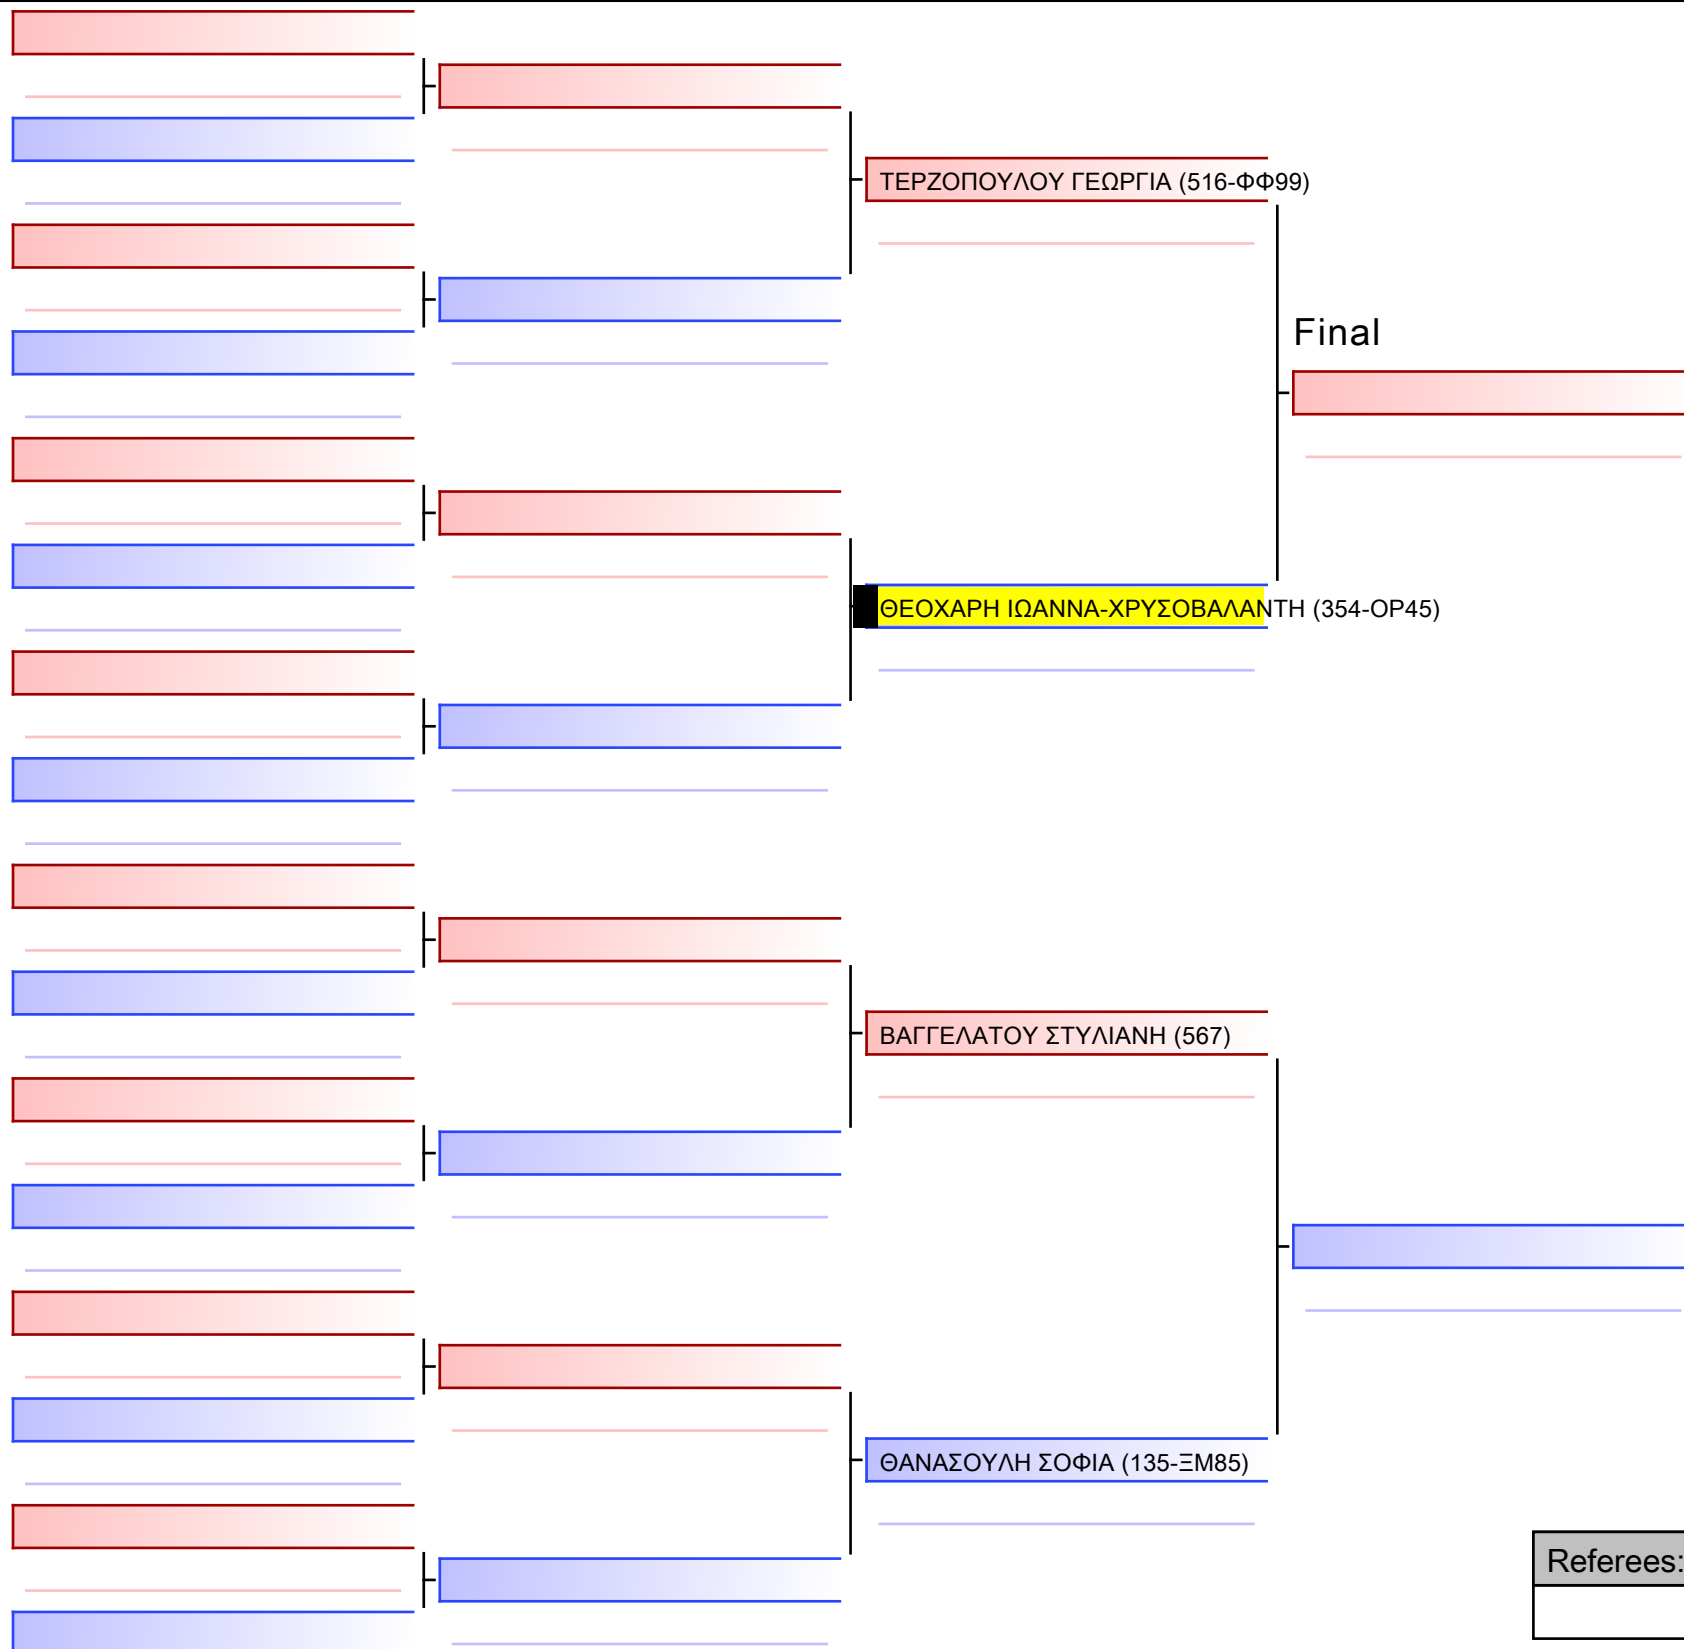 ΤΕΡΖΟΠΟΥΛΟΥ ΓΕΩΡΓΙΑ (516-ΦΦ99)
Final
ΘΕΟΧΑΡΗ ΙΩΑΝΝΑ-ΧΡΥΣΟΒΑΛΑΝΤΗ (354-ΟΡ45)
ΒΑΓΓΕΛΑΤΟΥ ΣΤΥΛΙΑΝΗ (567)
ΘΑΝΑΣΟΥΛΗ ΣΟΦΙΑ (135-ΞΜ85)
Referees: